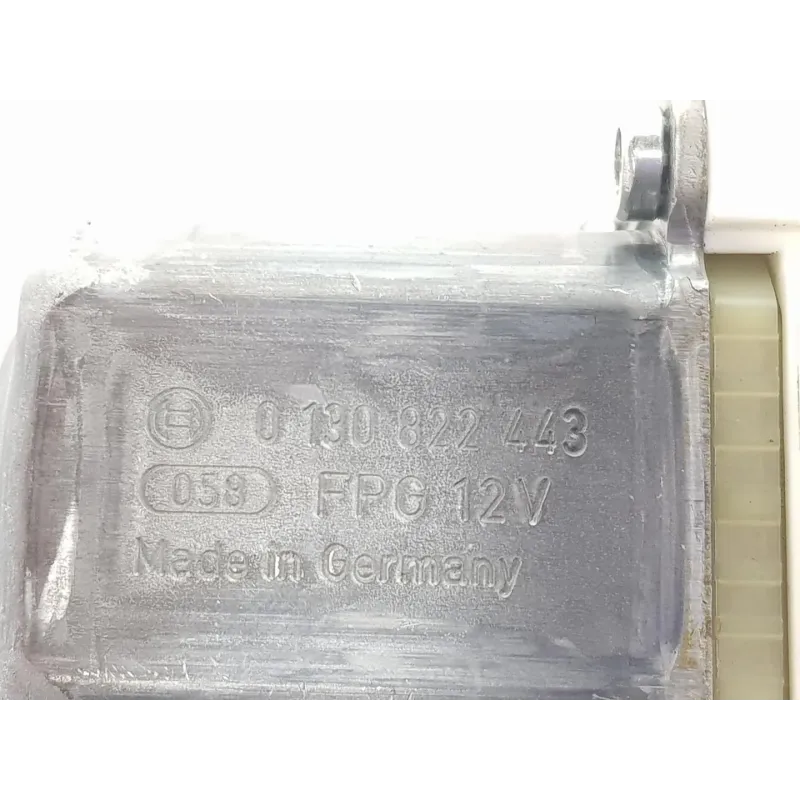 0 130 822 443
058 FPG 12V
Made in Germany